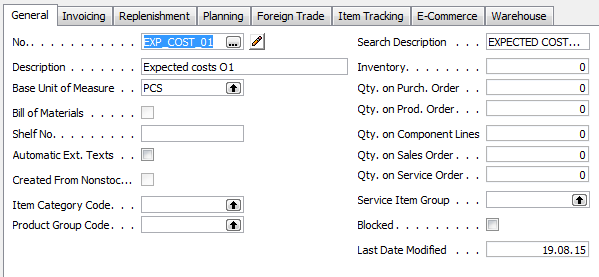 General Invoicing Replenishment Planning Foreign Trade Item Tracking E-Commerce Warehouse
No. . . . . . . . . . . . . EXP_COST_01 ... Search Description . . . EXPECTED COST...
Description . . . . . . . Expected costs O1 Inventory. . . . . . . . . . 0
Base Unit of Measure . . PCS Qty. on Purch. Order . . 0
Qty. on Prod. Order . . . 0
Bill of Materials . . . . .
Shelf No. . . . . . . . . . Qty. on Component Lines 0
Automatic Ext. Texts . . Qty. on Sales Order . . . 0
Created From Nonstoc... Qty. on Service Order . . 0
Item Category Code. . . Service Item Group . . .
Product Group Code . . . Blocked . . . . . . . . .
Last Date Modified . . . 19.08.15